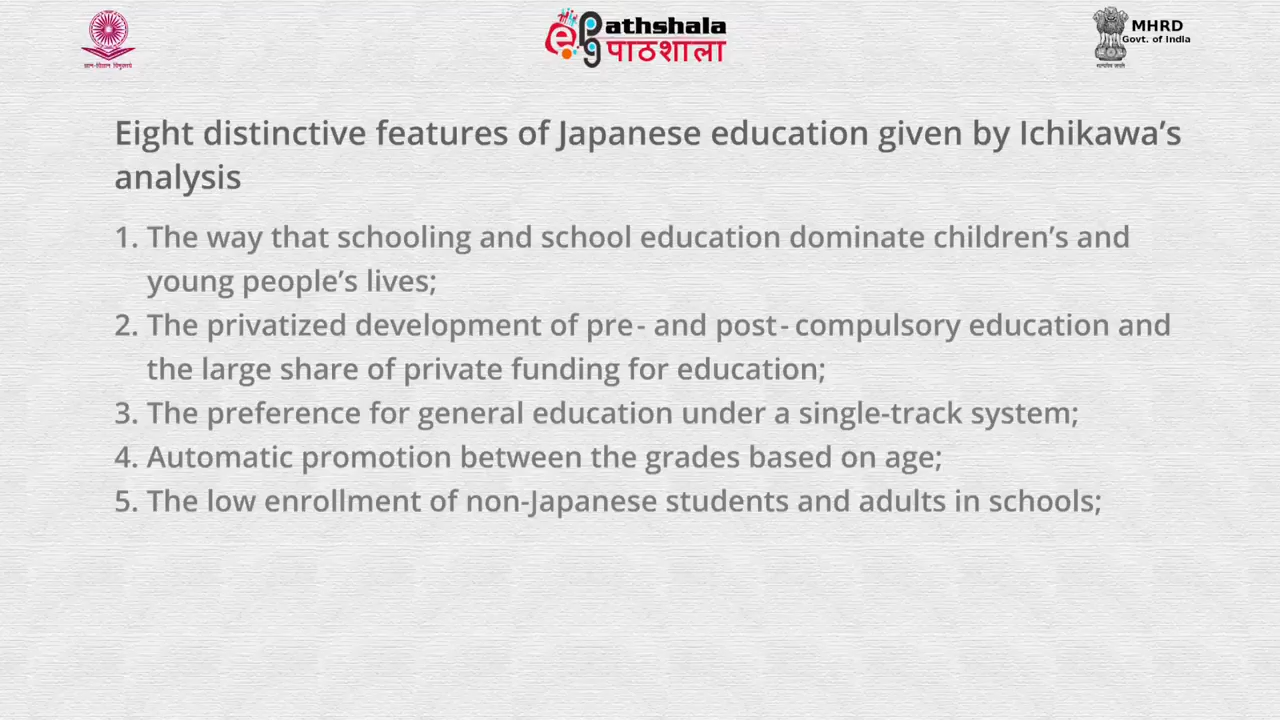 ePG Pathshala
पाठशाला
MHRD
Govt. of India
Eight distinctive features of Japanese education given by Ichikawa's
analysis
1. The way that schooling and school education dominate children's and
young people's lives;
2. The privatized development of pre- and post-compulsory education and
the large share of private funding for education;
3. The preference for general education under a single-track system;
4. Automatic promotion between the grades based on age;
5. The low enrollment of non-Japanese students and adults in schools;